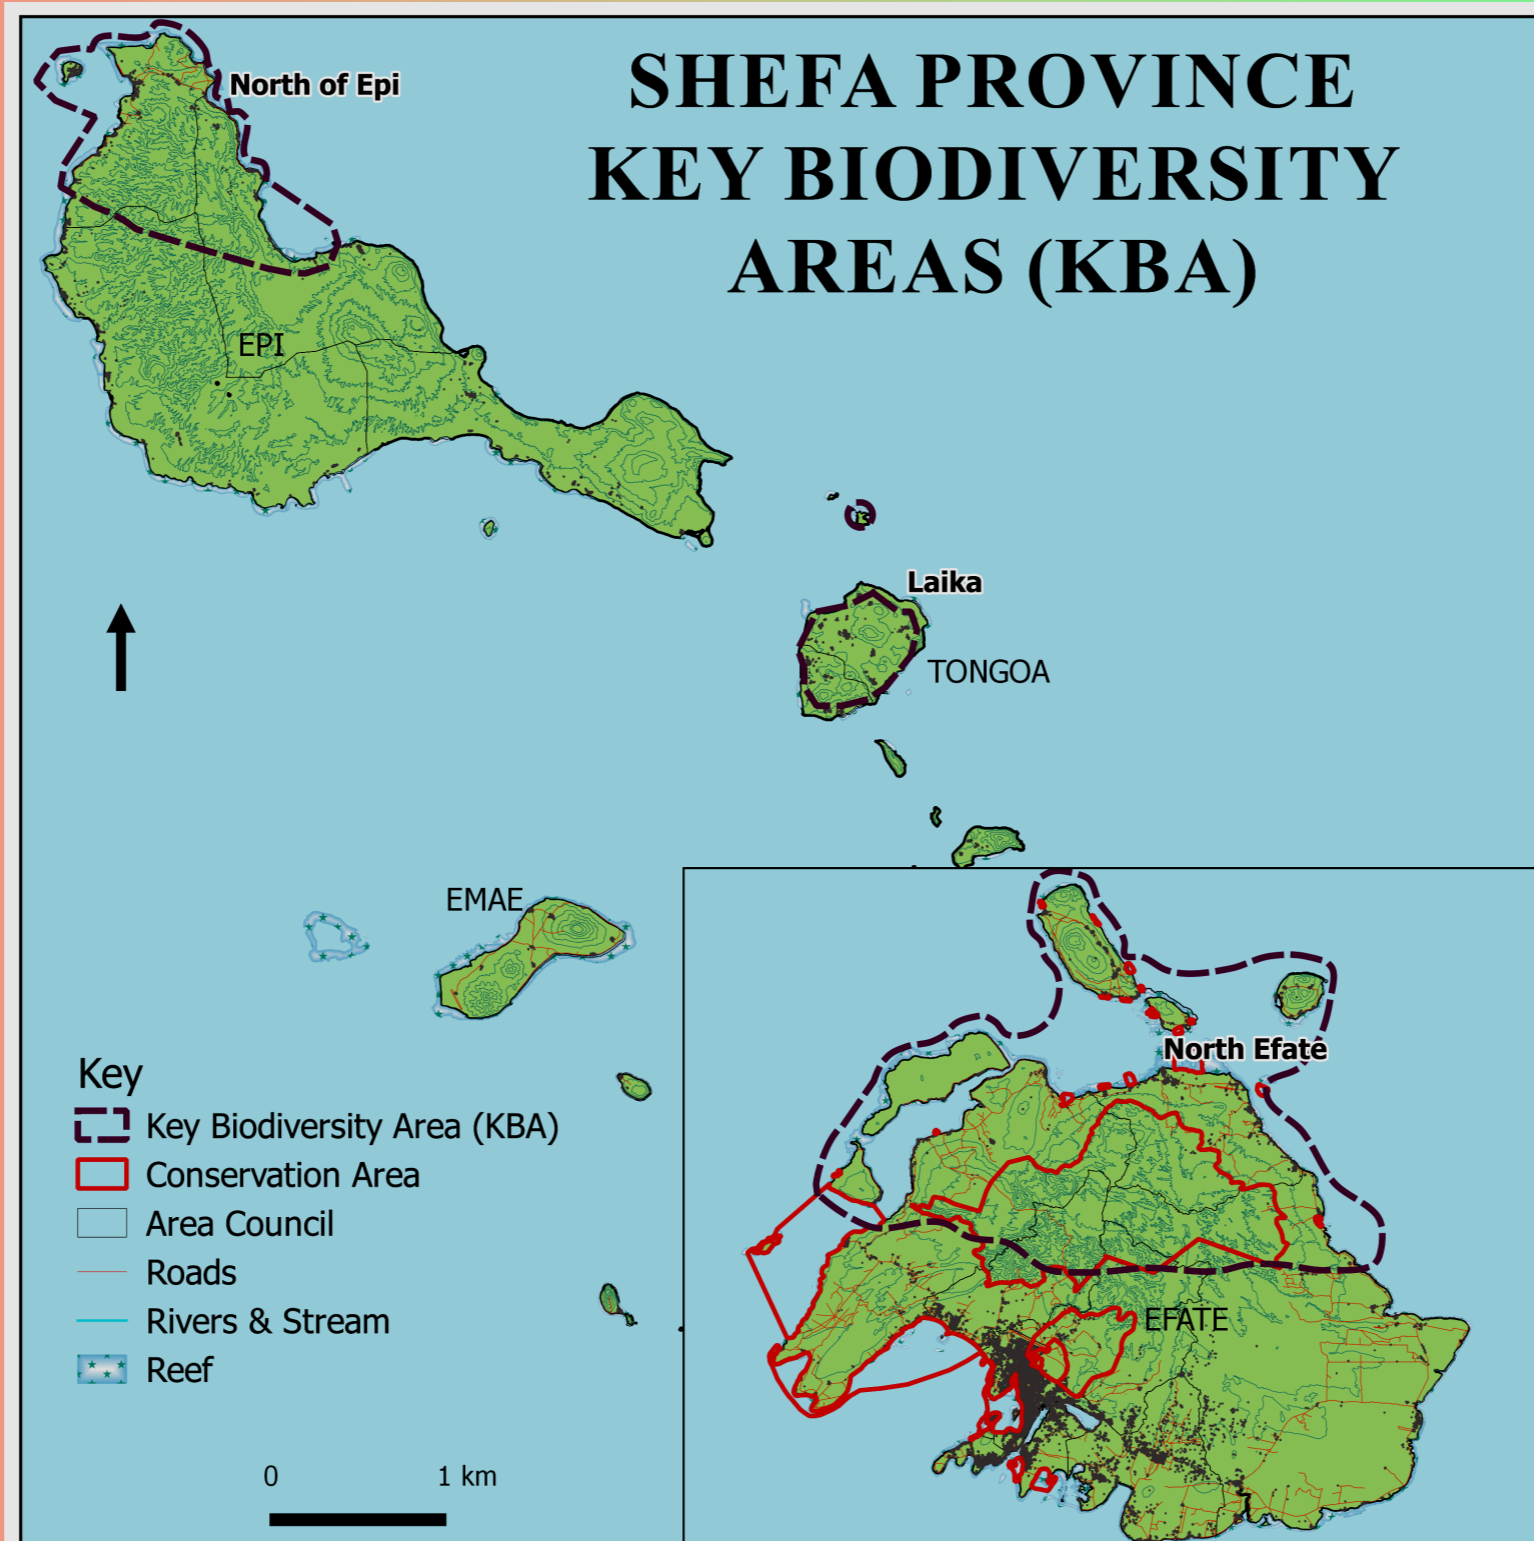 SHEFA PROVINCE
KEY BIODIVERSITY
AREAS (KBA)
North of Epi
EPI
Laika
TONGOA
EMAE
North Efate
EFATE
Key
Key Biodiversity Area (KBA)
Conservation Area
Area Council
Roads
Rivers & Stream
Reef
0 1 km